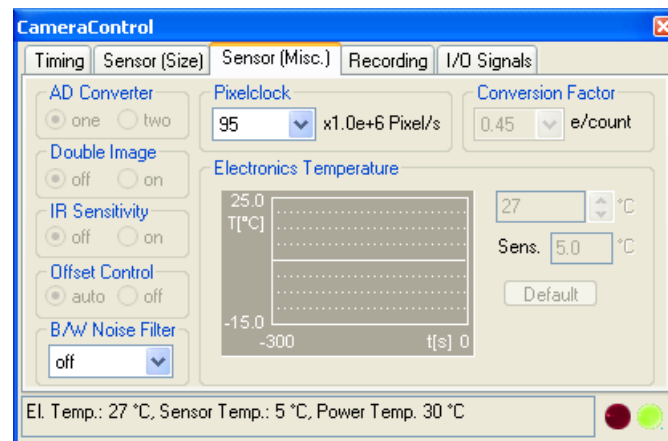 CameraControl
Timing Sensor (Size) Sensor (Misc.) Recording I/O Signals
AD Converter
one two
Double Image
off on
IR Sensitivity
off on
Offset Control
auto off
B/W Noise Filter
off
Pixelclock
95 x1.0e+6 Pixel/s
Conversion Factor
0.45 e/count
Electronics Temperature
25.0
T[°C]
-15.0
-300 t[s] 0
27 °C
Sens. 5.0 °C
Default
El. Temp.: 27 °C, Sensor Temp.: 5 °C, Power Temp. 30 °C